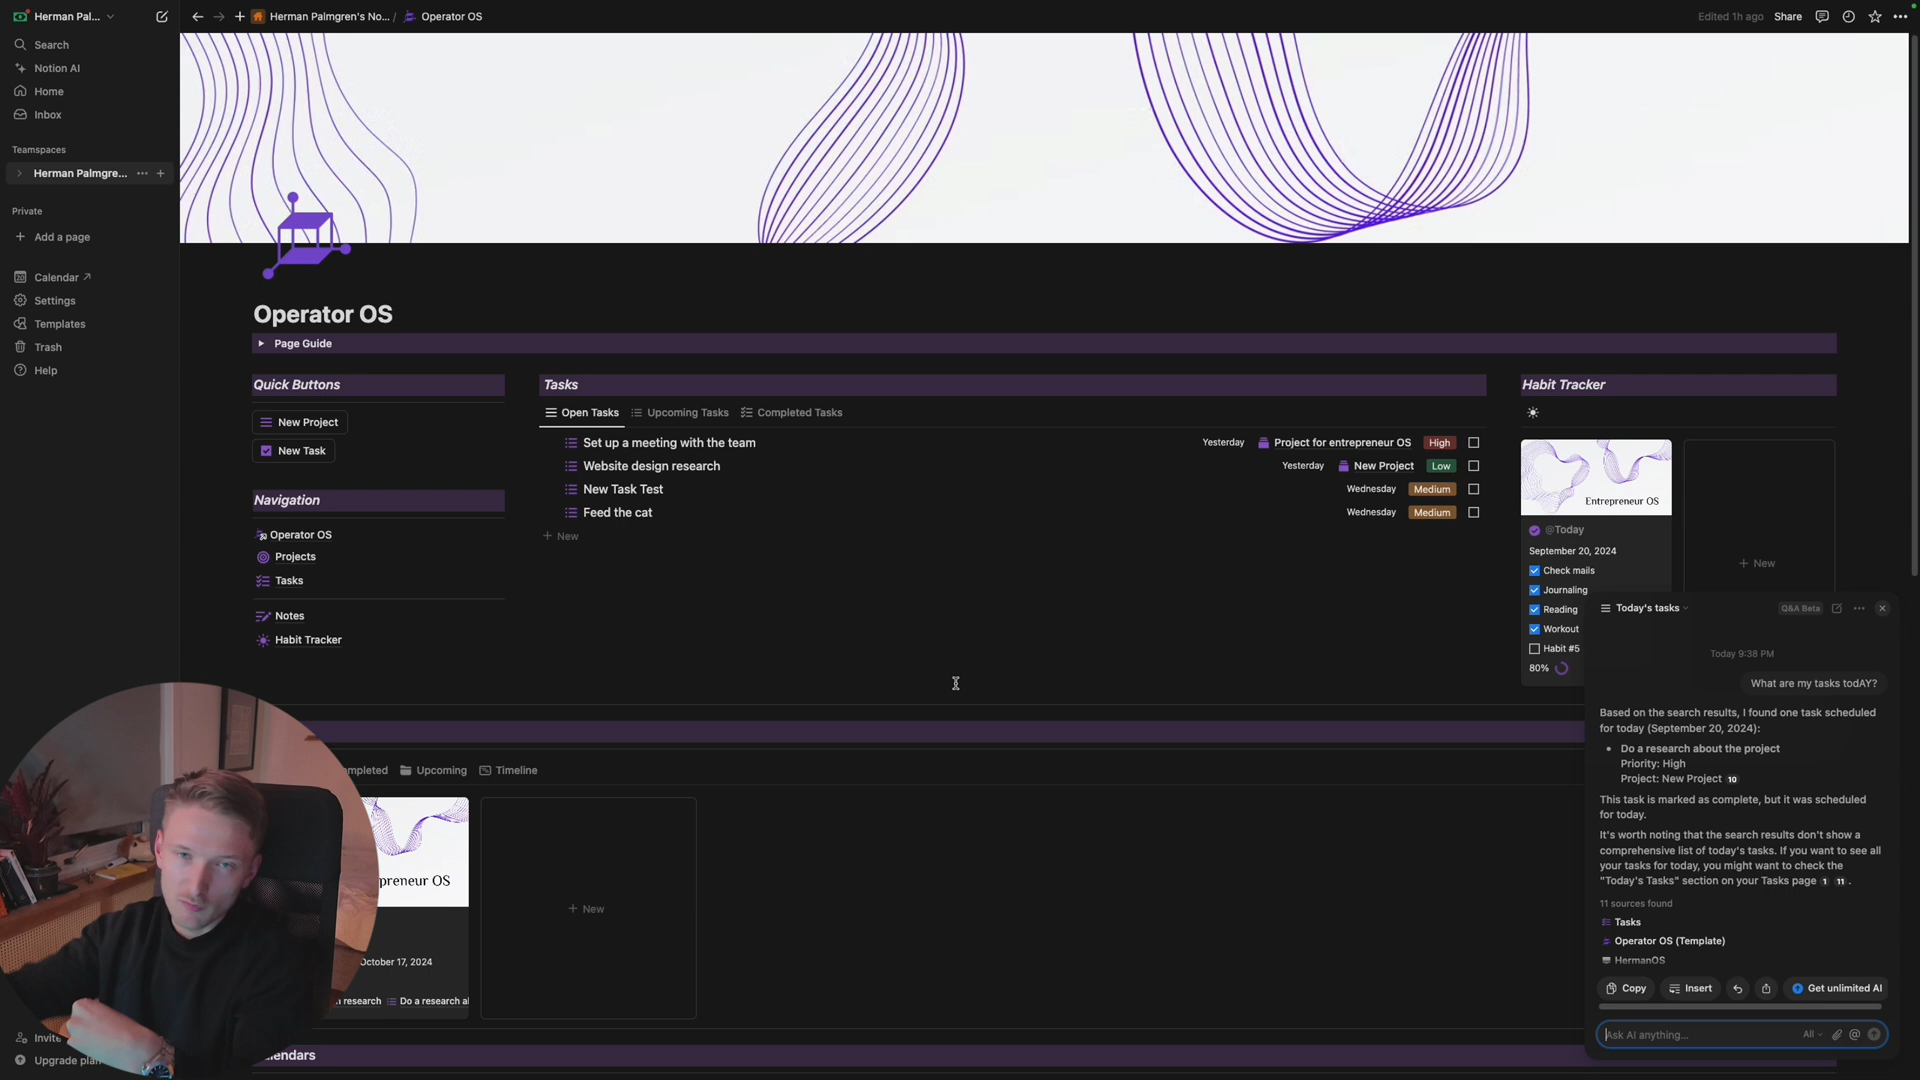 Herman Pal...
Search
Notion AI
Home
Inbox
Teamspaces
Herman Palmgre...
Private
Add a page
Calendar
Settings
Templates
Trash
Help
Invite
Upgrade plan
Herman Palmgren's No... / Operator OS
Edited 1h ago Share
Operator OS
Page Guide
Quick Buttons
New Project
New Task
Navigation
Operator OS
Projects
Tasks
Notes
Habit Tracker
Tasks
Open Tasks Upcoming Tasks Completed Tasks
Set up a meeting with the team Yesterday Project for entrepreneur OS High
Website design research Yesterday New Project Low
New Task Test Wednesday Medium
Feed the cat Wednesday Medium
+ New
Habit Tracker
Entrepreneur OS
@Today
September 20, 2024
Check mails
Journaling
Reading
Workout
Habit #5
80%
+ New
mpleted Upcoming Timeline
preneur OS
October 17, 2024
n research Do a research al
+ New
lendars
Today's tasks Q&A Beta
Today 9:38 PM
What are my tasks todAY?
Based on the search results, I found one task scheduled
for today (September 20, 2024):
• Do a research about the project
Priority: High
Project: New Project 10
This task is marked as complete, but it was scheduled
for today.
It's worth noting that the search results don't show a
comprehensive list of today's tasks. If you want to see all
your tasks for today, you might want to check the
"Today's Tasks" section on your Tasks page 1 11 .
11 sources found
Tasks
Operator OS (Template)
HermanOS
Copy Insert Get unlimited AI
Ask AI anything... All